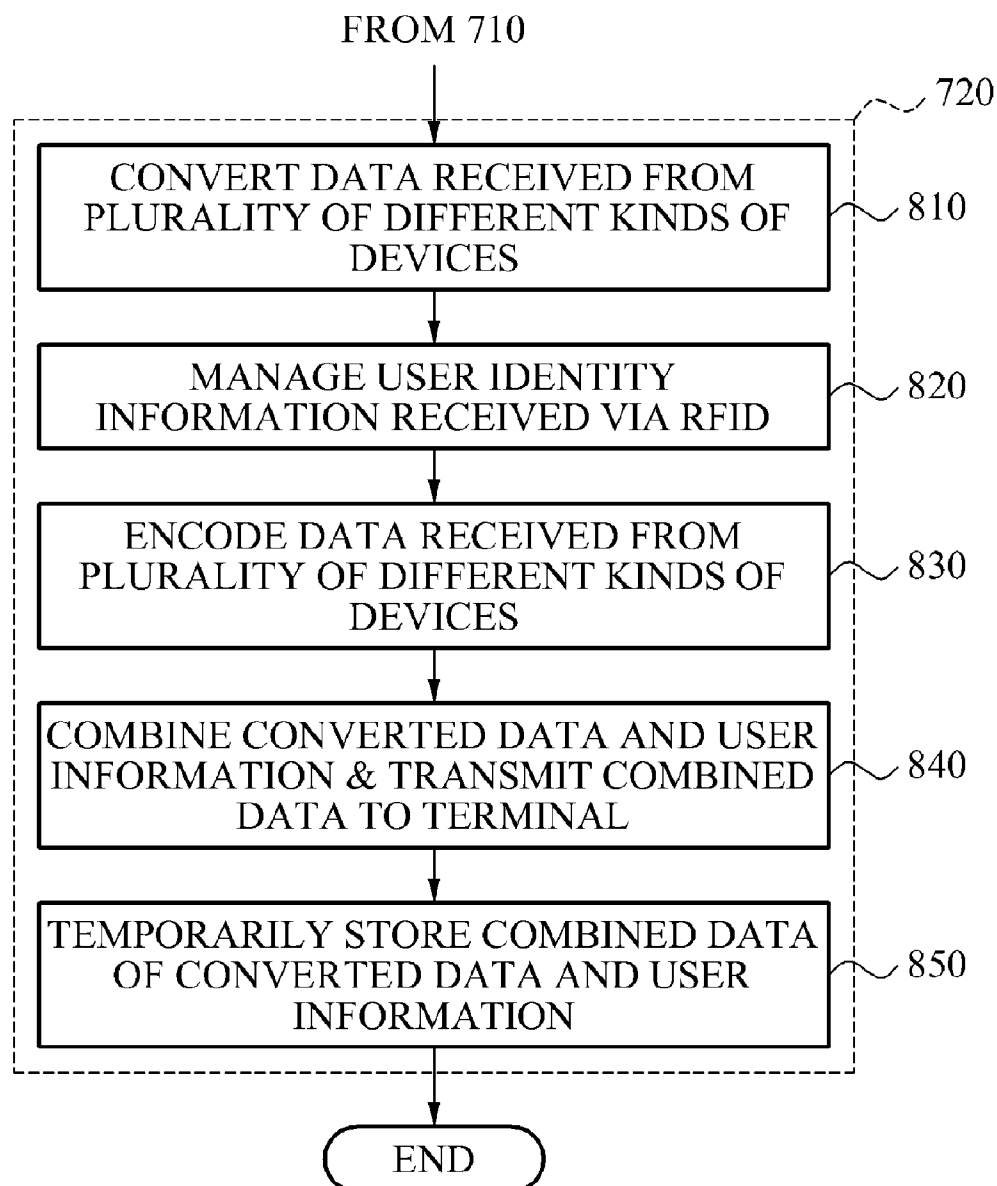 FROM 710
720
CONVERT DATA RECEIVED FROM
PLURALITY OF DIFFERENT KINDS OF
DEVICES
810
MANAGE USER IDENTITY
INFORMATION RECEIVED VIA RFID
820
ENCODE DATA RECEIVED FROM
PLURALITY OF DIFFERENT KINDS OF
DEVICES
830
COMBINE CONVERTED DATA AND USER
INFORMATION & TRANSMIT COMBINED
DATA TO TERMINAL
840
TEMPORARILY STORE COMBINED DATA
OF CONVERTED DATA AND USER
INFORMATION
850
END